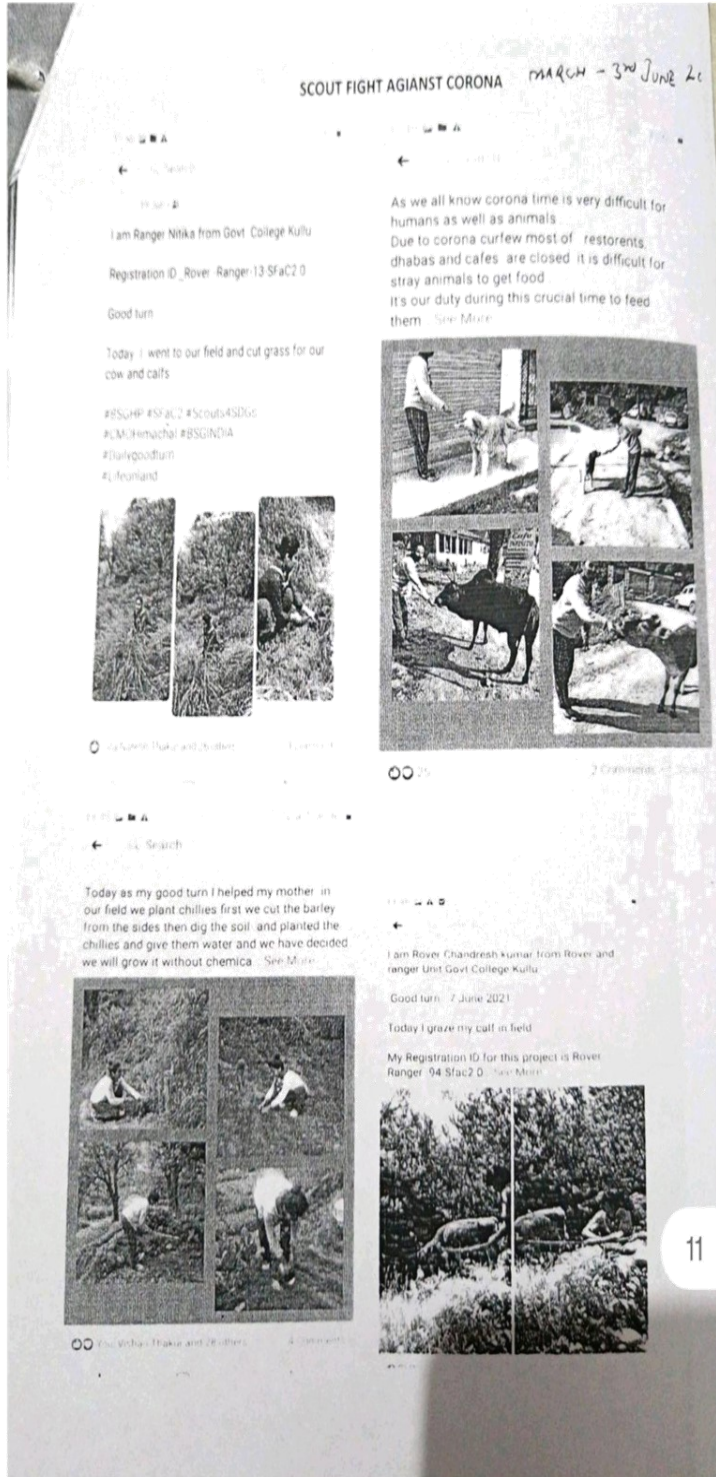 SCOUT FIGHT AGIANST CORONA MARCH - 3rd JUNE
Search
I am Ranger Nitika from Govt College Kullu
Registration ID_Rover -Ranger-13-SFaC2.0
Good turn
Today I went to our field and cut grass for our
cow and calfs
#BSGHP #SFaC2 #Scouts4SDGs
#CMOHimachal #BSGINDIA
#Dailygoodturn
#Lifeonland
As we all know corona time is very difficult for
humans as well as animals
Due to corona curfew most of restorents,
dhabas and cafes are closed it is difficult for
stray animals to get food
It's our duty during this crucial time to feed
them See More
Cafe
25
2 Comments
Search
Today as my good turn I helped my mother in
our field we plant chillies first we cut the barley
from the sides then dig the soil and planted the
chillies and give them water and we have decided
we will grow it without chemica See More
Thakur and 28 others
I am Rover Chandresh kumar from Rover and
ranger Unit Govt College Kullu
Good turn 7 June 2021
Today I graze my calf in field
My Registration ID for this project is Rover
Ranger 94 Sfac2.0 See More
11